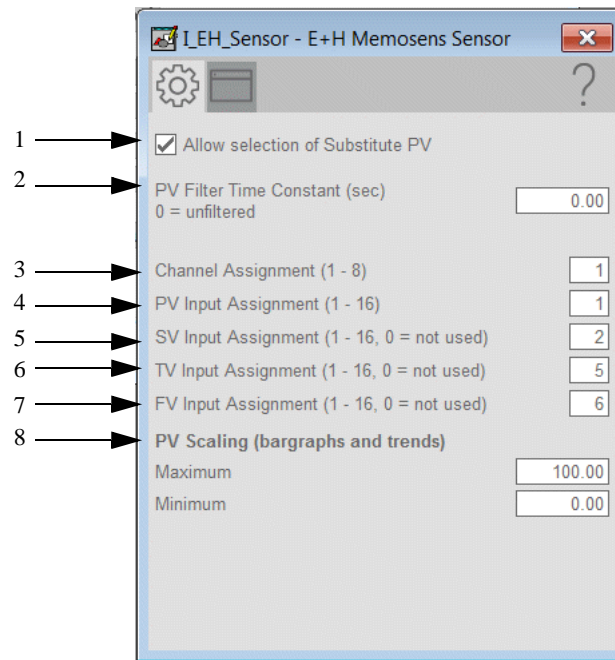 I_EH_Sensor - E+H Memosens Sensor
?
1 Allow selection of Substitute PV
2 PV Filter Time Constant (sec) 0.00
0 = unfiltered
3 Channel Assignment (1 - 8) 1
4 PV Input Assignment (1 - 16) 1
5 SV Input Assignment (1 - 16, 0 = not used) 2
6 TV Input Assignment (1 - 16, 0 = not used) 5
7 FV Input Assignment (1 - 16, 0 = not used) 6
8 PV Scaling (bargraphs and trends)
Maximum 100.00
Minimum 0.00